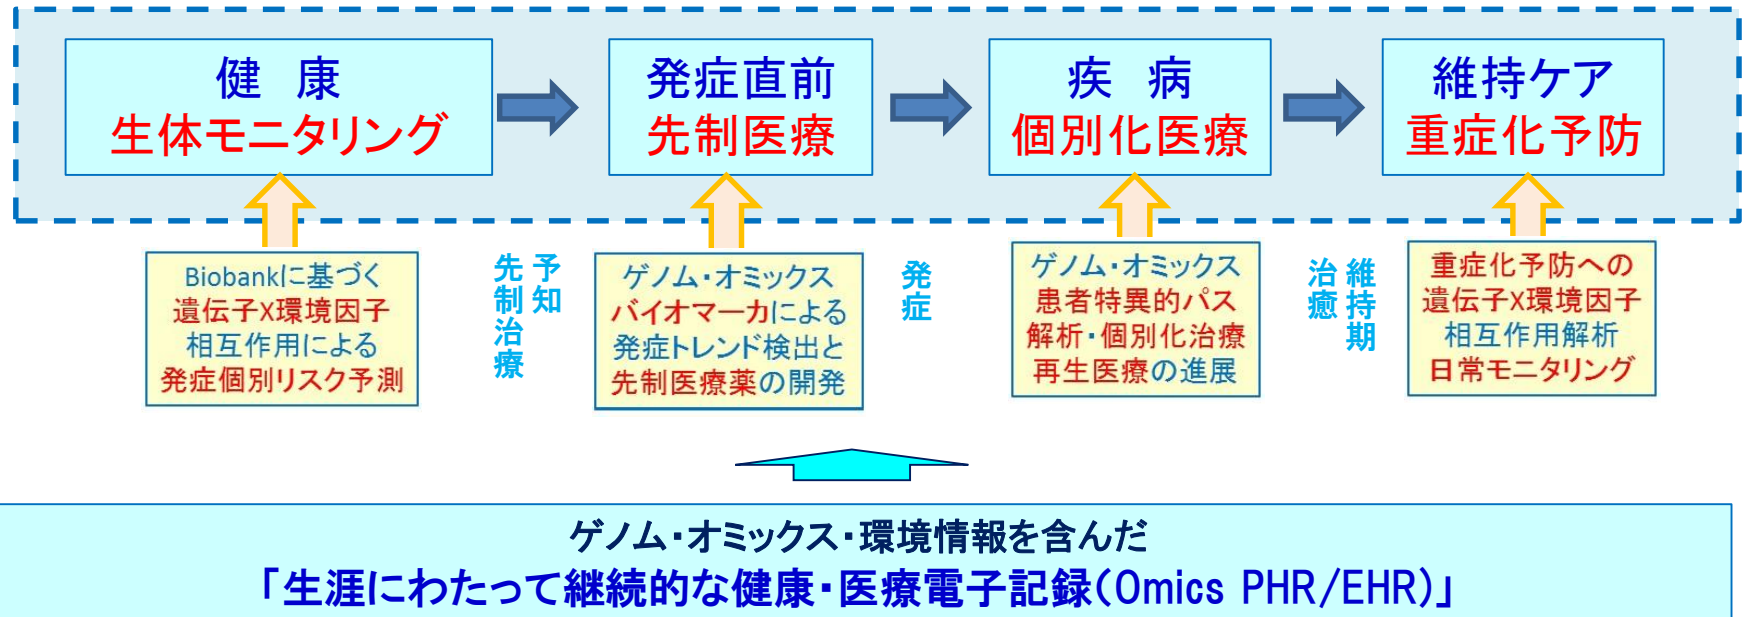 健　康
生体モニタリング
発症直前
先制医療
疾　病
個別化医療
維持ケア
重症化予防
Biobankに基づく
遺伝子X環境因子
相互作用による
発症個別リスク予測
予知
先制治療
ゲノム・オミックス
バイオマーカによる
発症トレンド検出と
先制医療薬の開発
発症
ゲノム・オミックス
患者特異的パス
解析・個別化治療
再生医療の進展
維持期
治癒
重症化予防への
遺伝子X環境因子
相互作用解析
日常モニタリング
ゲノム・オミックス・環境情報を含んだ
「生涯にわたって継続的な健康・医療電子記録(Omics PHR/EHR)」